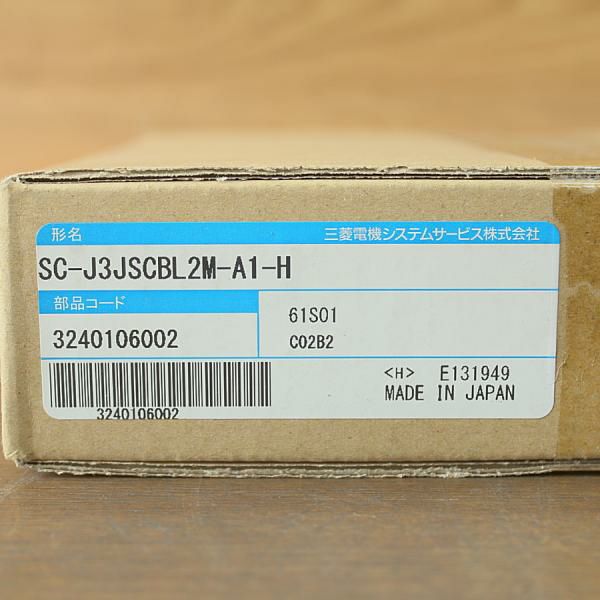 形名 三菱電機システムサービス株式会社
SC-J3JSCBL2M-A1-H
部品コード
61S01
3240106002
C02B2
<H> E131949
MADE IN JAPAN
3240106002